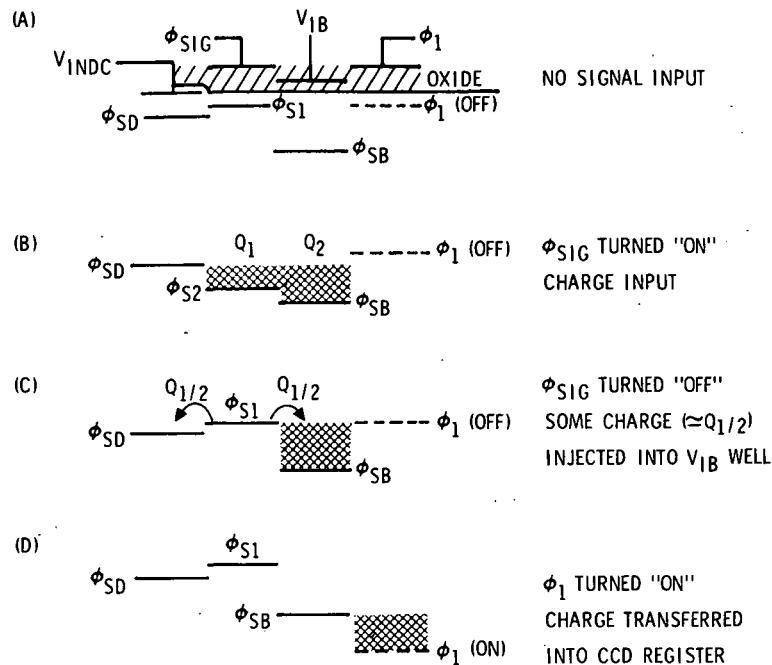 (A)
V1B
ϕSIG
ϕ1
V1NDC
OXIDE
NO SIGNAL INPUT
ϕSD
ϕS1
ϕ1 (OFF)
ϕSB
(B)
Q1 Q2
ϕSD
ϕ1 (OFF)
ϕSIG TURNED "ON"
ϕS2
CHARGE INPUT
ϕSB
(C)
Q1/2 Q1/2
ϕSIG TURNED "OFF"
ϕS1
ϕSD
ϕ1 (OFF)
SOME CHARGE (≃Q1/2)
ϕSB
INJECTED INTO V1B WELL
(D)
ϕS1
ϕSD
ϕ1 TURNED "ON"
ϕSB
CHARGE TRANSFERRED
ϕ1 (ON)
INTO CCD REGISTER